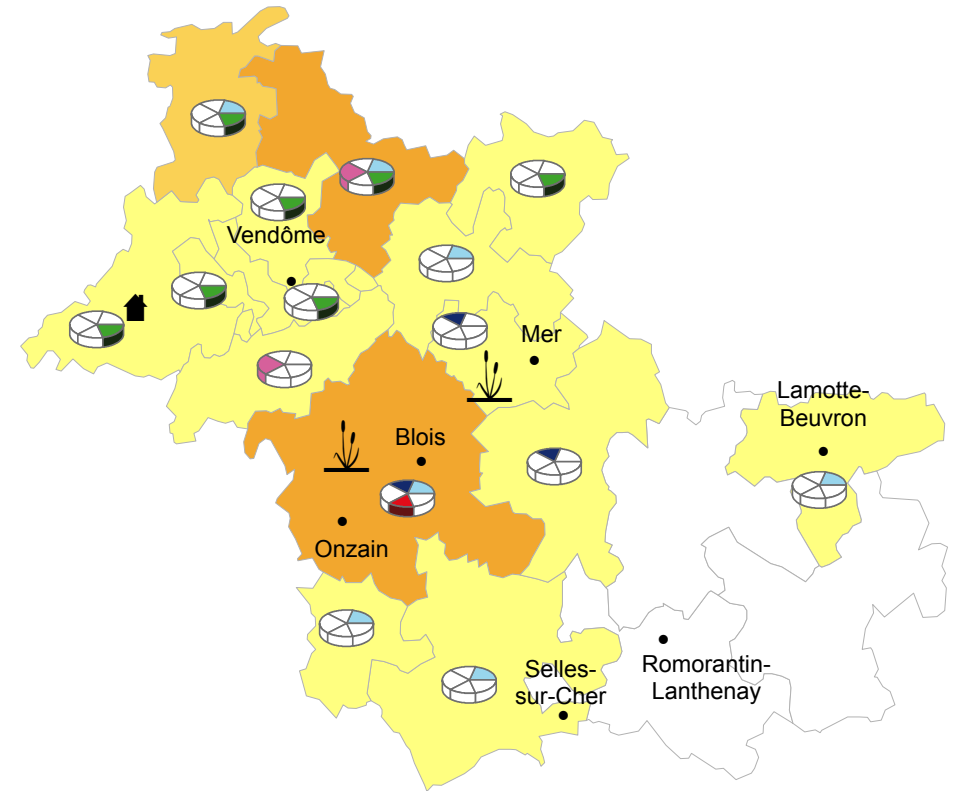 Vendôme
Mer
Lamotte-
Beuvron
Blois
Onzain
Selles-
sur-Cher
Romorantin-
Lanthenay